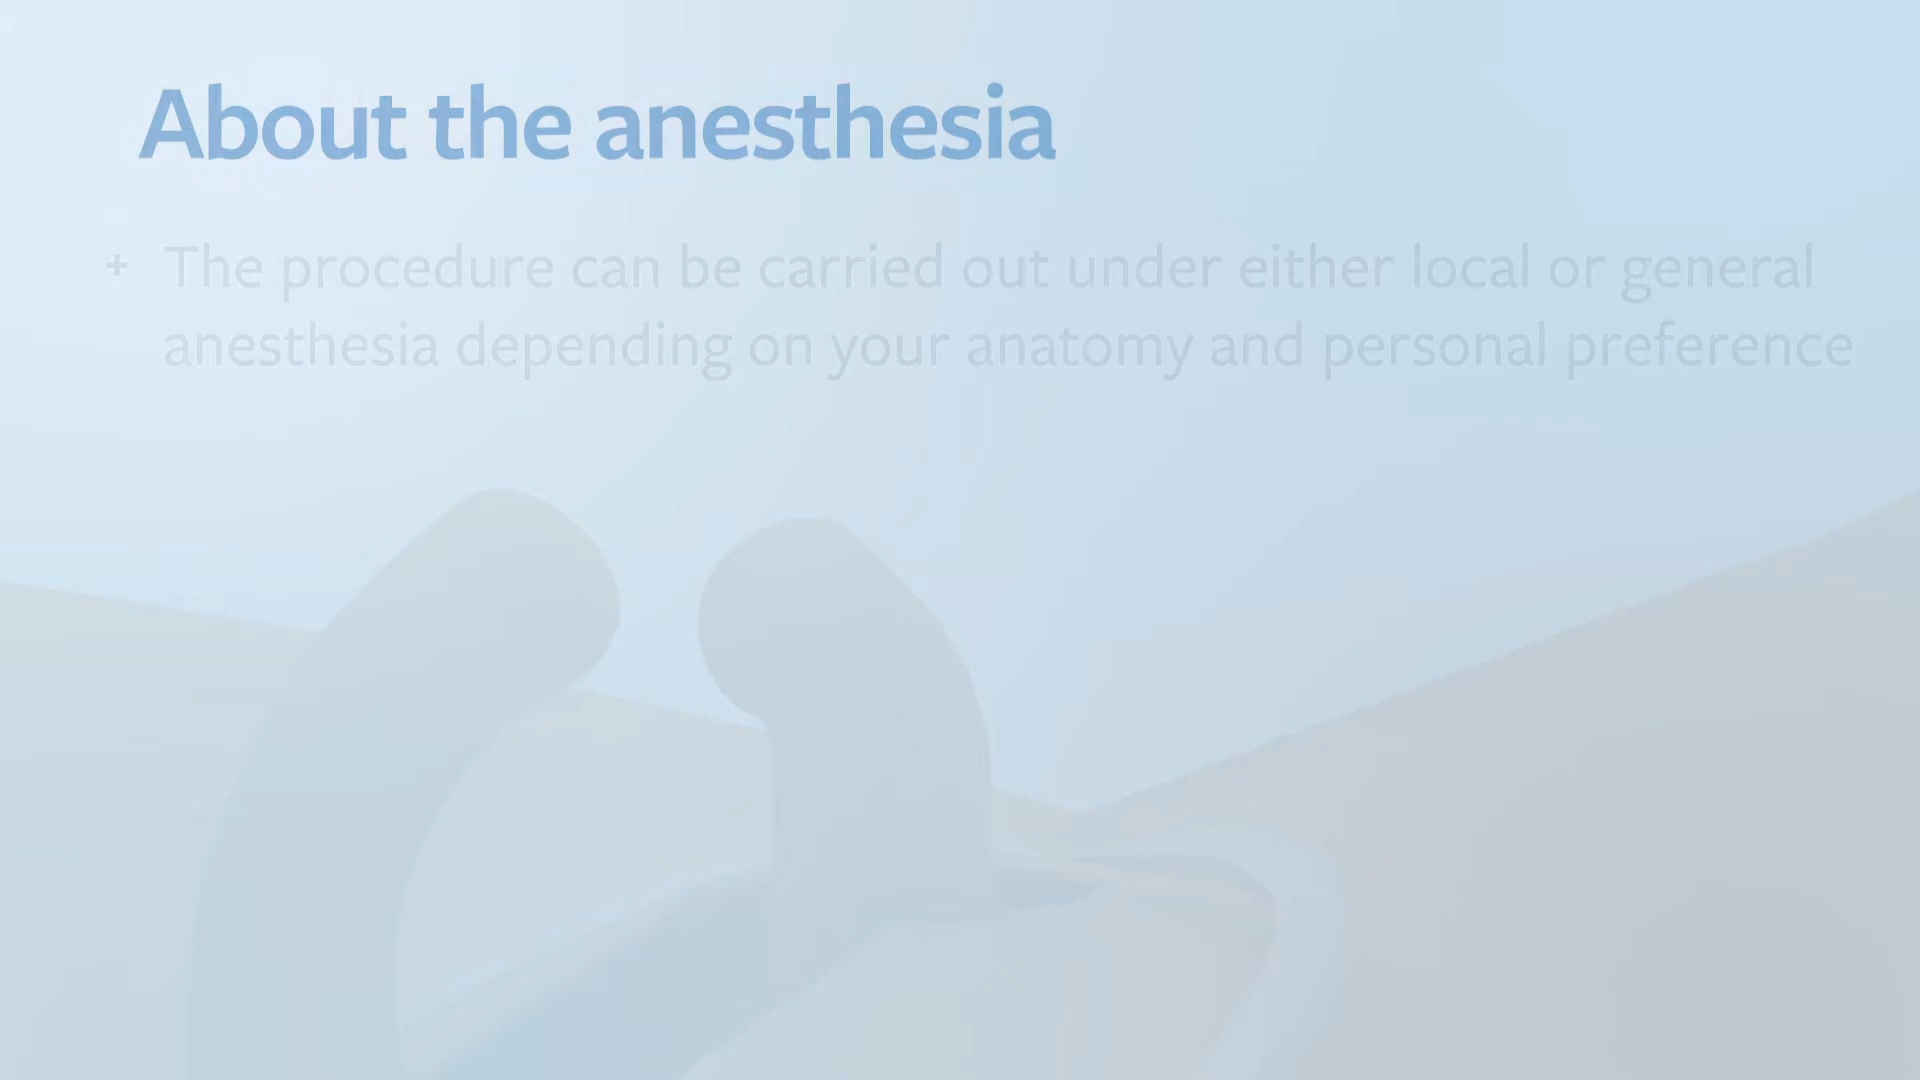 About the anesthesia
+ The procedure can be carried out under either local or general
anesthesia depending on your anatomy and personal preference